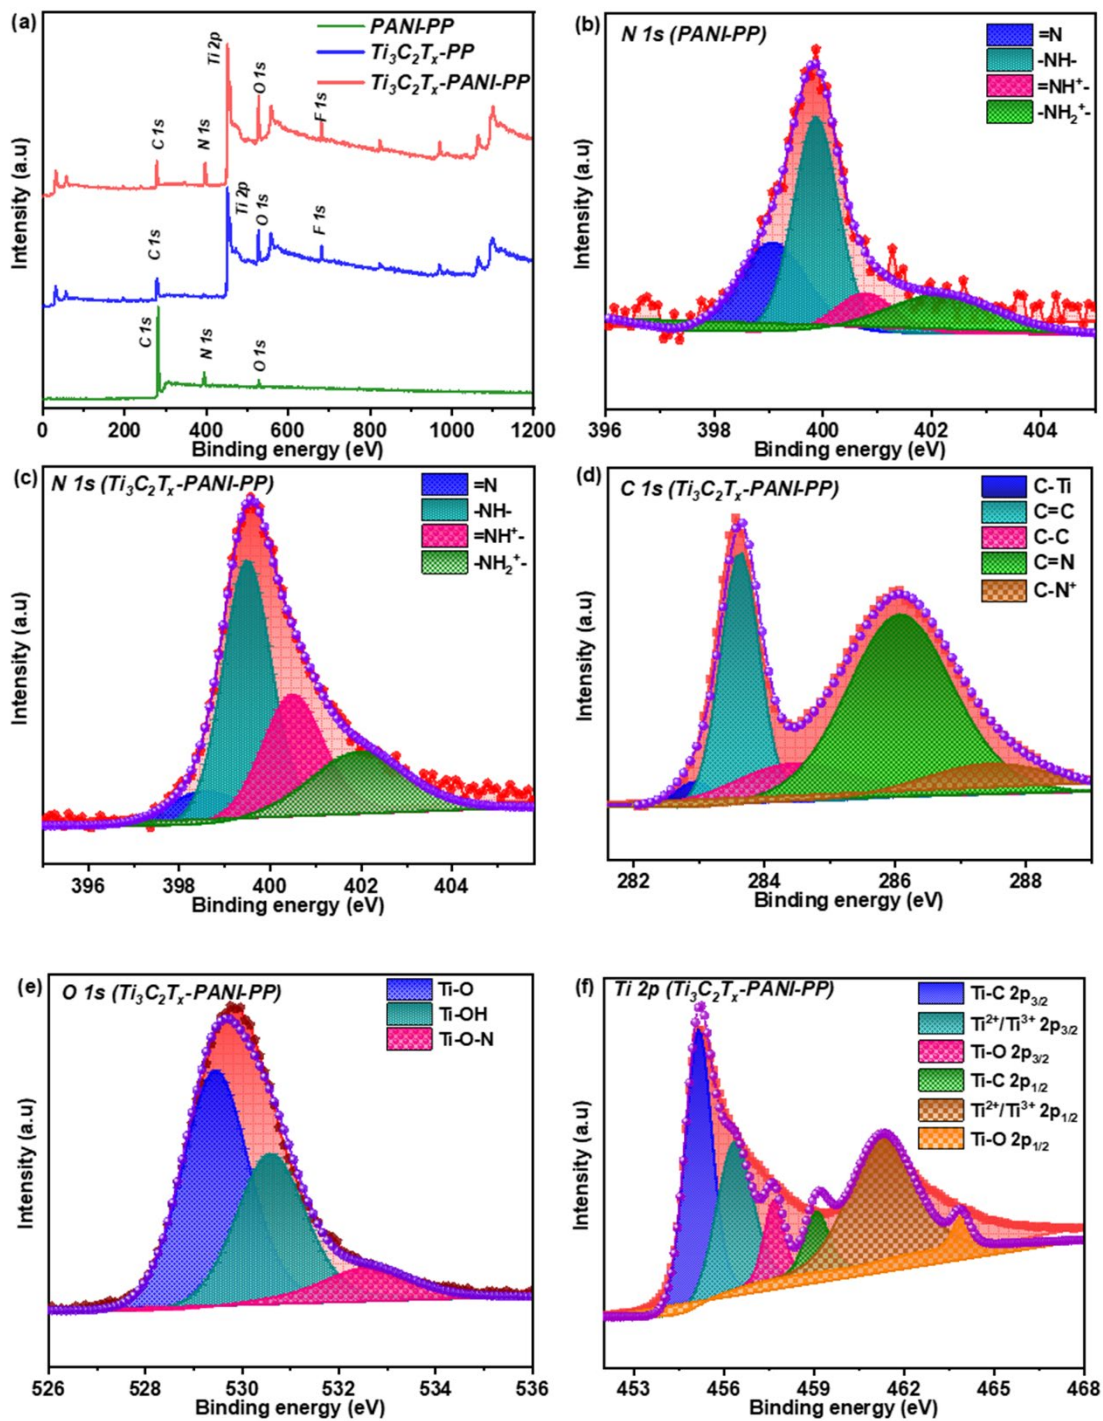 (a)
PANI-PP
Ti₃C₂Tₓ-PP
Ti₃C₂Tₓ-PANI-PP
C 1s
N 1s
Ti 2p
O 1s
F 1s
C 1s
Ti 2p
O 1s
F 1s
C 1s
N 1s
O 1s
Intensity (a.u)
0 200 400 600 800 1000 1200
Binding energy (eV)
(b)
N 1s (PANI-PP)
=N
-NH-
=NH⁺-
-NH₂⁺-
Intensity (a.u)
396 398 400 402 404
Binding energy (eV)
(c)
N 1s (Ti₃C₂Tₓ-PANI-PP)
=N
-NH-
=NH⁺-
-NH₂⁺-
Intensity (a.u)
396 398 400 402 404
Binding energy (eV)
(d)
C 1s (Ti₃C₂Tₓ-PANI-PP)
C-Ti
C=C
C-C
C=N
C-N⁺
Intensity (a.u)
282 284 286 288
Binding energy (eV)
(e)
O 1s (Ti₃C₂Tₓ-PANI-PP)
Ti-O
Ti-OH
Ti-O-N
Intensity (a.u)
526 528 530 532 534 536
Binding energy (eV)
(f)
Ti 2p (Ti₃C₂Tₓ-PANI-PP)
Ti-C 2p₃/₂
Ti²⁺/Ti³⁺ 2p₃/₂
Ti-O 2p₃/₂
Ti-C 2p₁/₂
Ti²⁺/Ti³⁺ 2p₁/₂
Ti-O 2p₁/₂
Intensity (a.u)
453 456 459 462 465 468
Binding energy (eV)